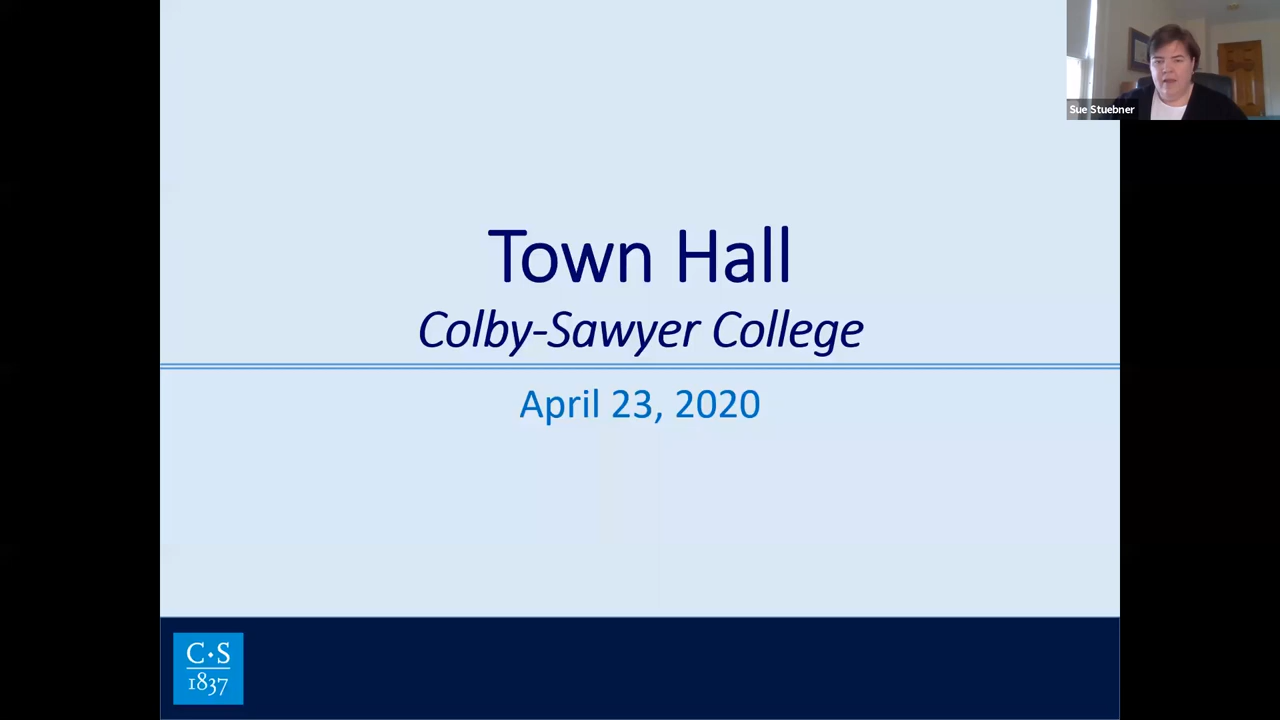 Sue Stuebner
Town Hall
Colby-Sawyer College
April 23, 2020
C·S
1837